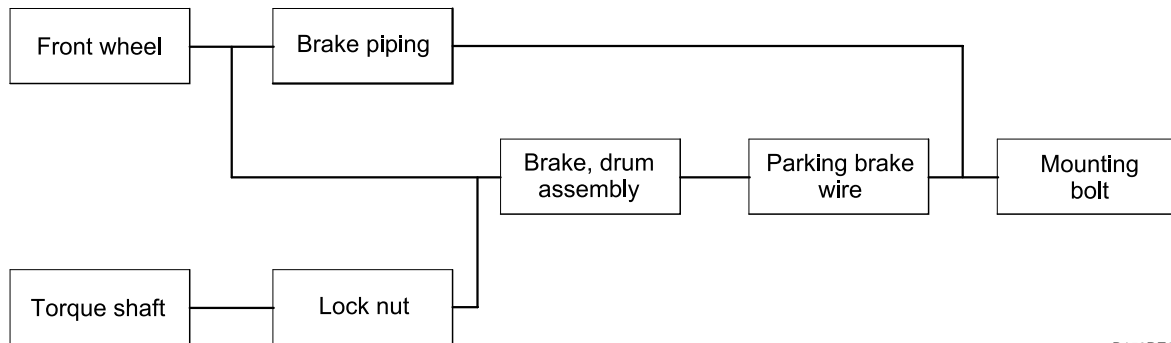 Front wheel
Brake piping
Brake, drum
assembly
Parking brake
wire
Mounting
bolt
Torque shaft
Lock nut